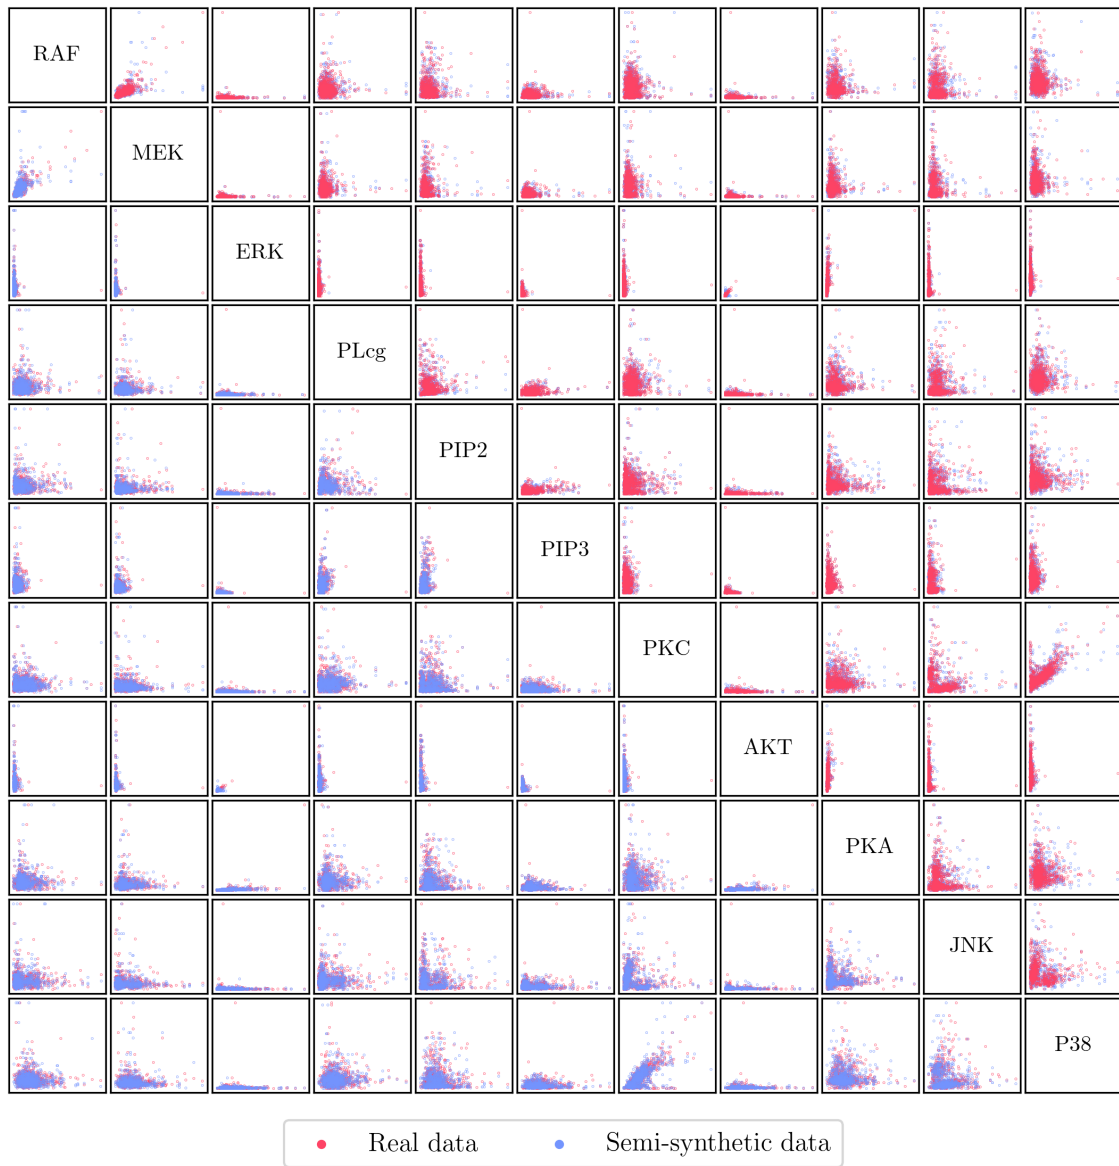 RAF
MEK
ERK
PLcg
PIP2
PIP3
PKC
AKT
PKA
JNK
P38
Real data
Semi-synthetic data